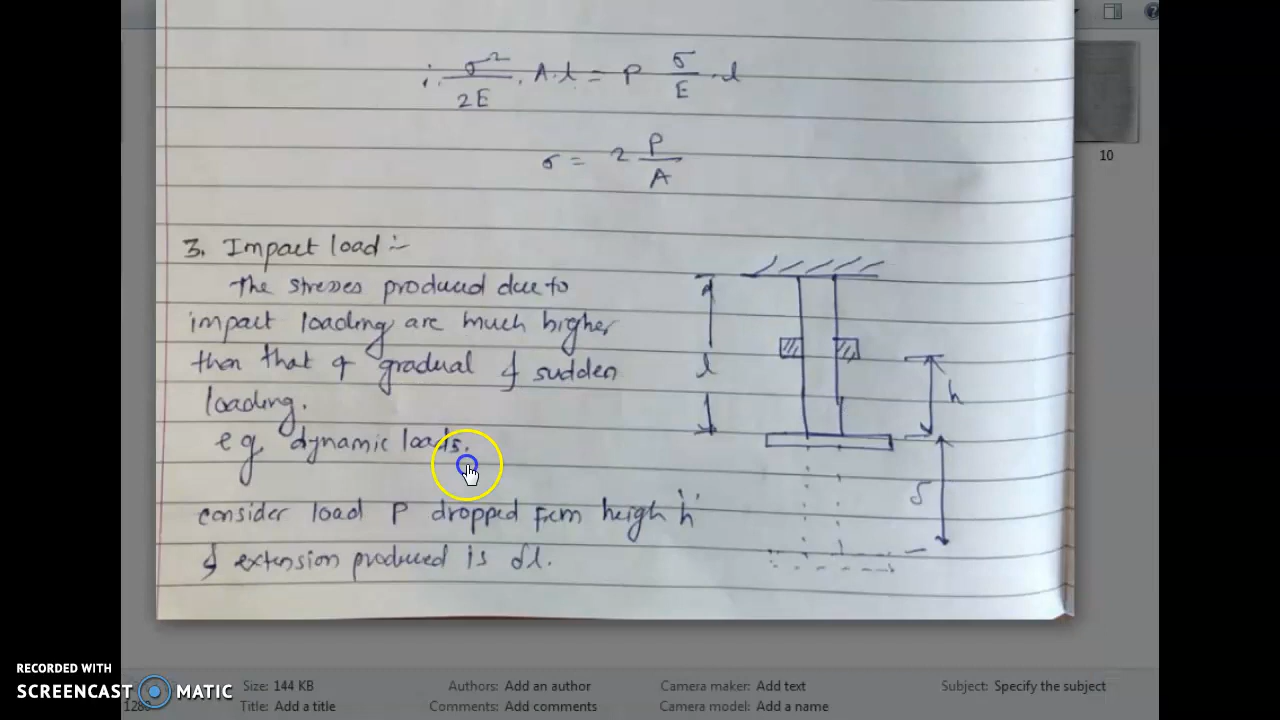 ∴ σ²/2E · A·l = P σ/E · l
σ = 2 P/A
10
3. Impact load :-
The stresses produced due to
impact loading are much higher
then that of gradual & sudden
loading.
e.g. dynamic loads.
consider load P dropped from heigh 'h'
& extension produced is δl.
l
h
δ
RECORDED WITH
SCREENCAST MATIC
Size: 144 KB
Authors: Add an author
Camera maker: Add text
Subject: Specify the subject
Title: Add a title
Comments: Add comments
Camera model: Add a name